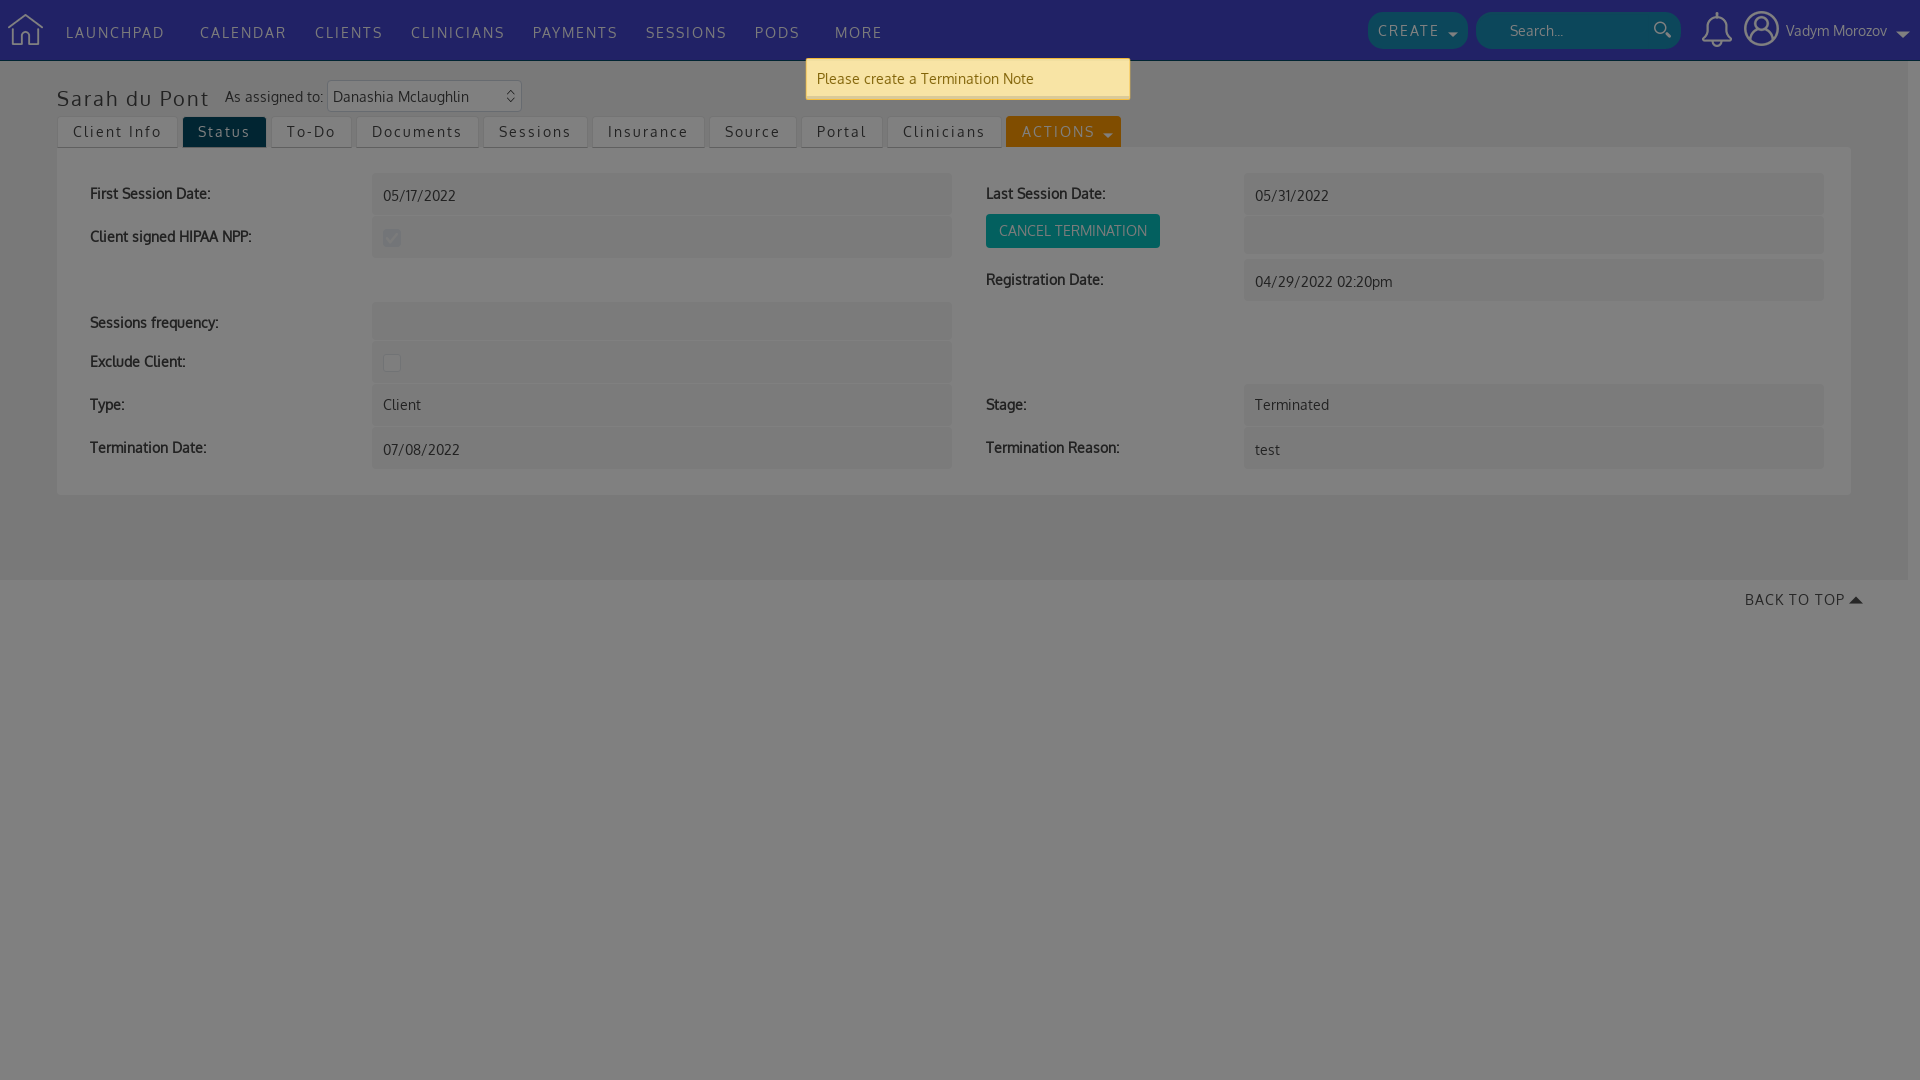 LAUNCHPAD CALENDAR CLIENTS CLINICIANS PAYMENTS SESSIONS PODS MORE CREATE Search... Vadym Morozov
Please create a Termination Note
Sarah du Pont As assigned to: Danashia Mclaughlin
Client Info Status To-Do Documents Sessions Insurance Source Portal Clinicians ACTIONS
First Session Date: 05/17/2022 Last Session Date: 05/31/2022
Client signed HIPAA NPP: CANCEL TERMINATION
Registration Date: 04/29/2022 02:20pm
Sessions frequency:
Exclude Client:
Type: Client Stage: Terminated
Termination Date: 07/08/2022 Termination Reason: test
BACK TO TOP